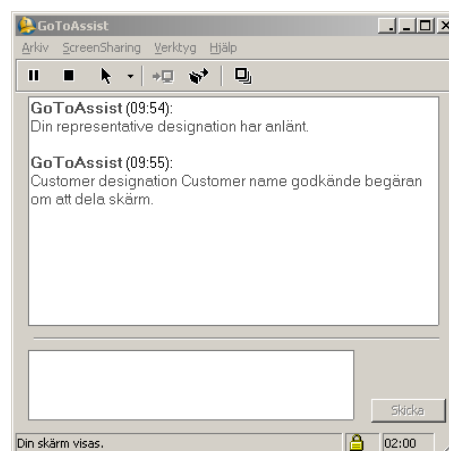 GoToAssist
Arkiv ScreenSharing Verktyg Hjälp
GoToAssist (09:54):
Din representative designation har anlänt.
GoToAssist (09:55):
Customer designation Customer name godkände begäran
om att dela skärm.
Skicka
Din skärm visas.
02:00